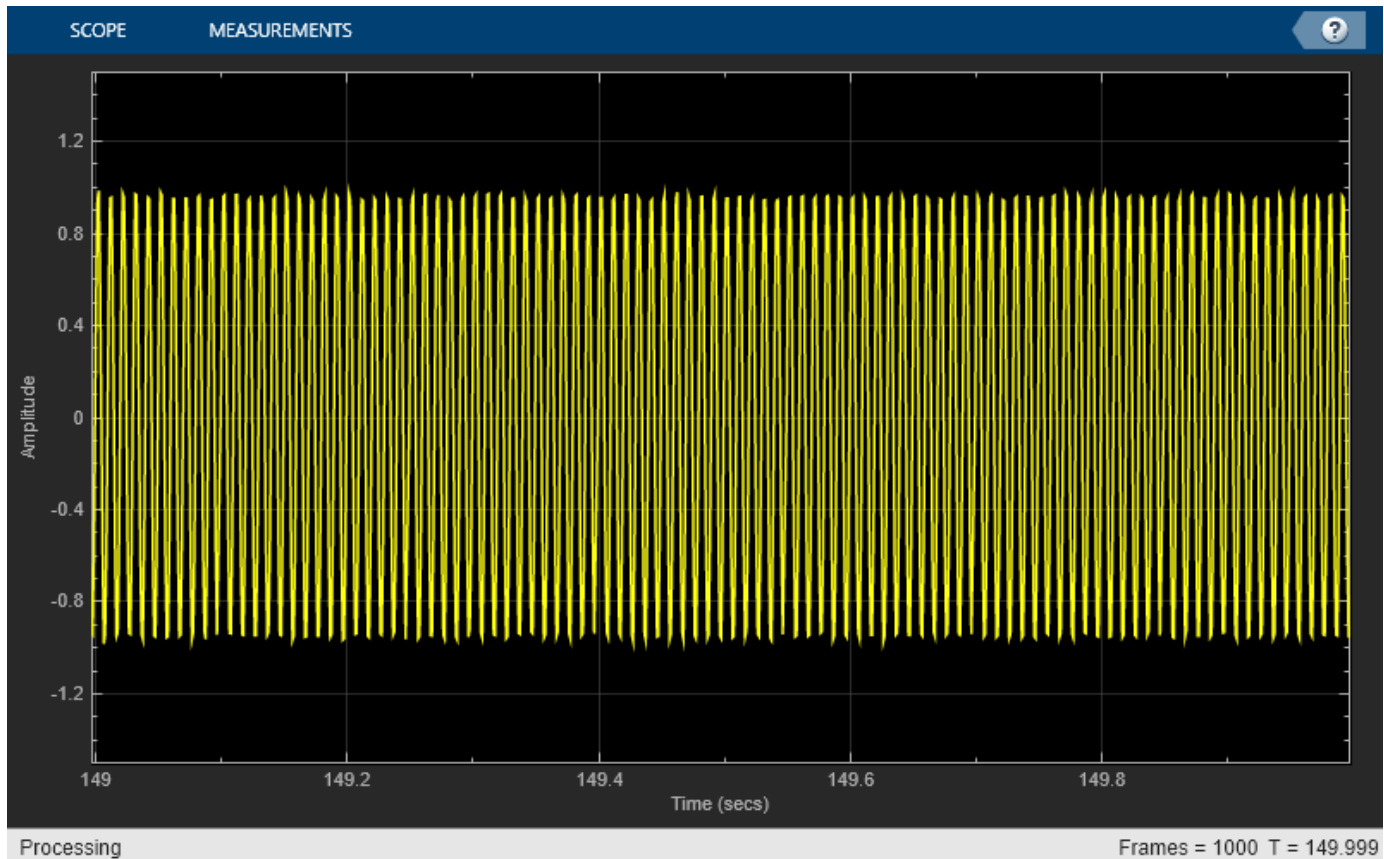 SCOPE MEASUREMENTS ?
1.2
0.8
0.4
0
-0.4
-0.8
-1.2
Amplitude
149 149.2 149.4 149.6 149.8
Time (secs)
Processing Frames = 1000 T = 149.999